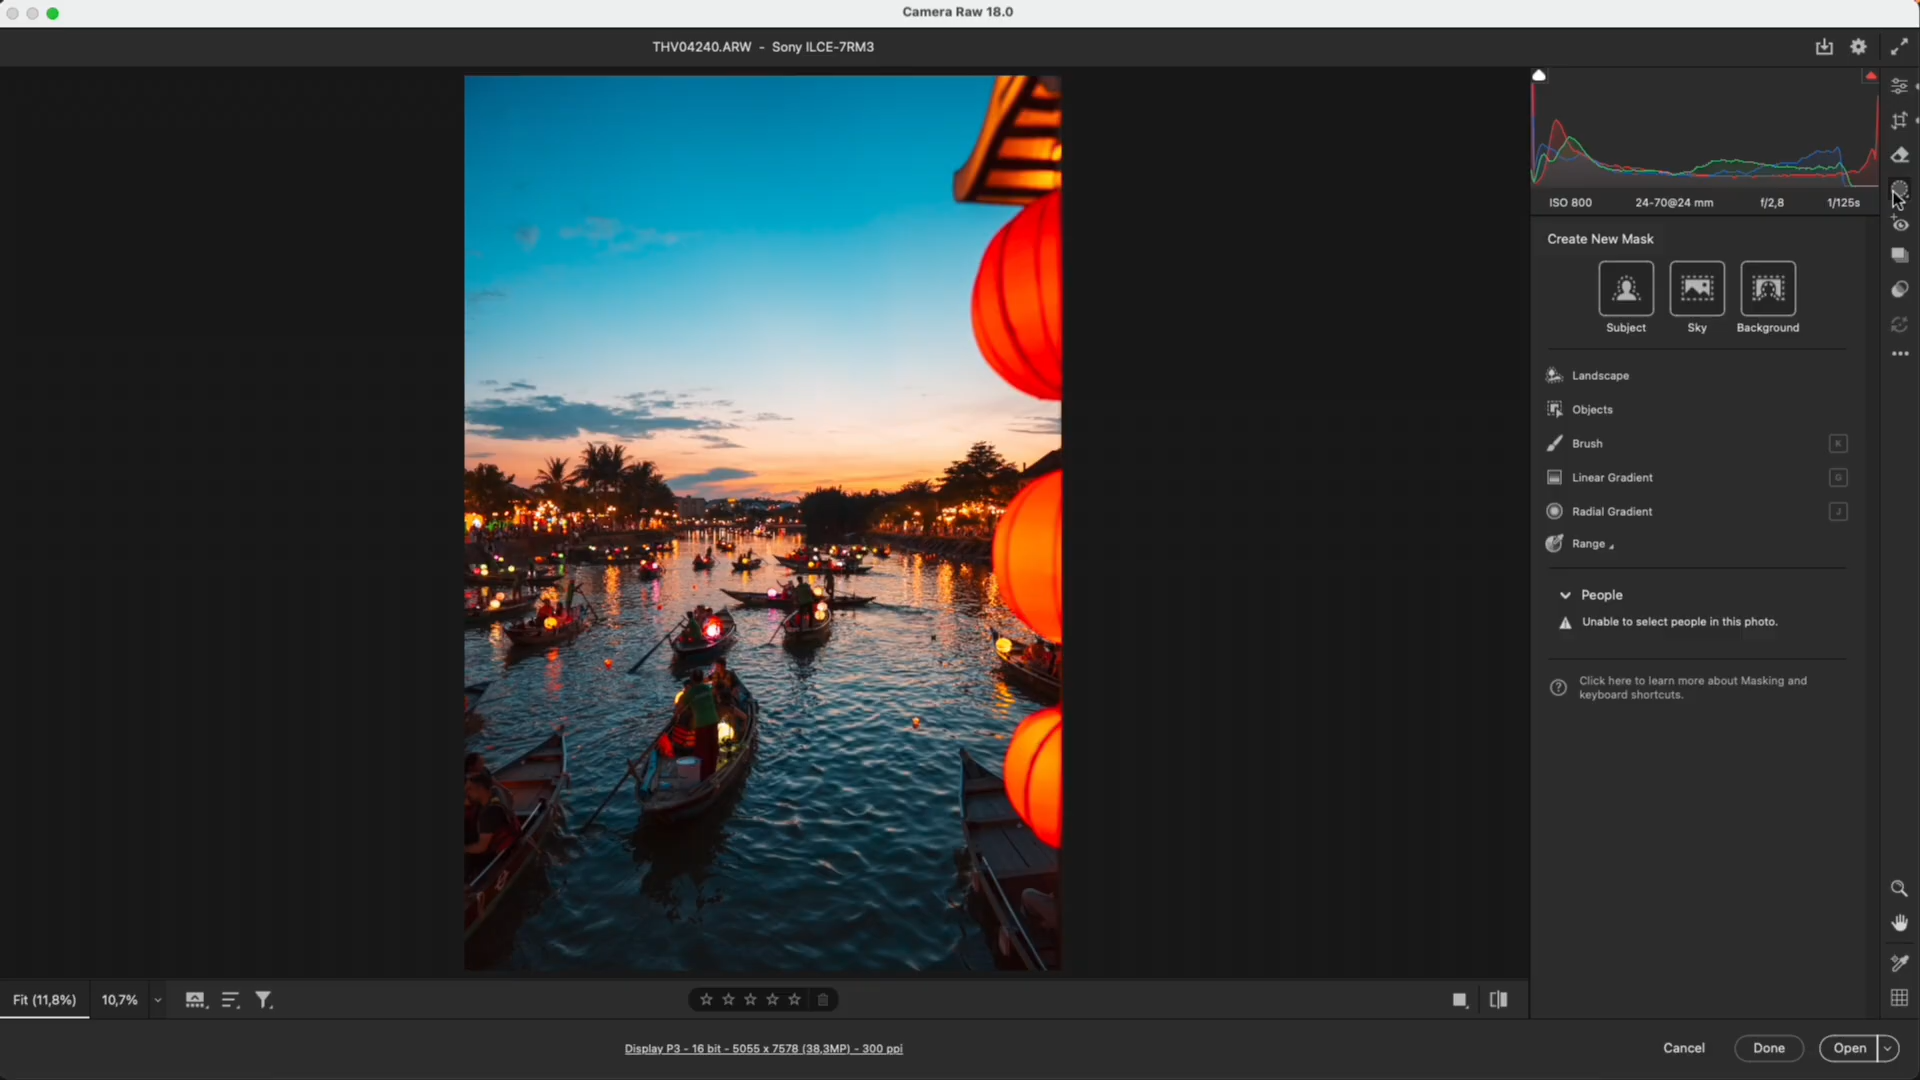 Camera Raw 18.0
THV04240.ARW - Sony ILCE-7RM3
ISO 800 24-70@24 mm f/2,8 1/125s
Create New Mask
Subject Sky Background
Landscape
Objects
Brush K
Linear Gradient G
Radial Gradient J
Range
People
Unable to select people in this photo.
Click here to learn more about Masking and
keyboard shortcuts.
Fit (11,8%) 10,7%
Display P3 - 16 bit - 5055 x 7578 (38,3MP) - 300 ppi
Cancel Done Open